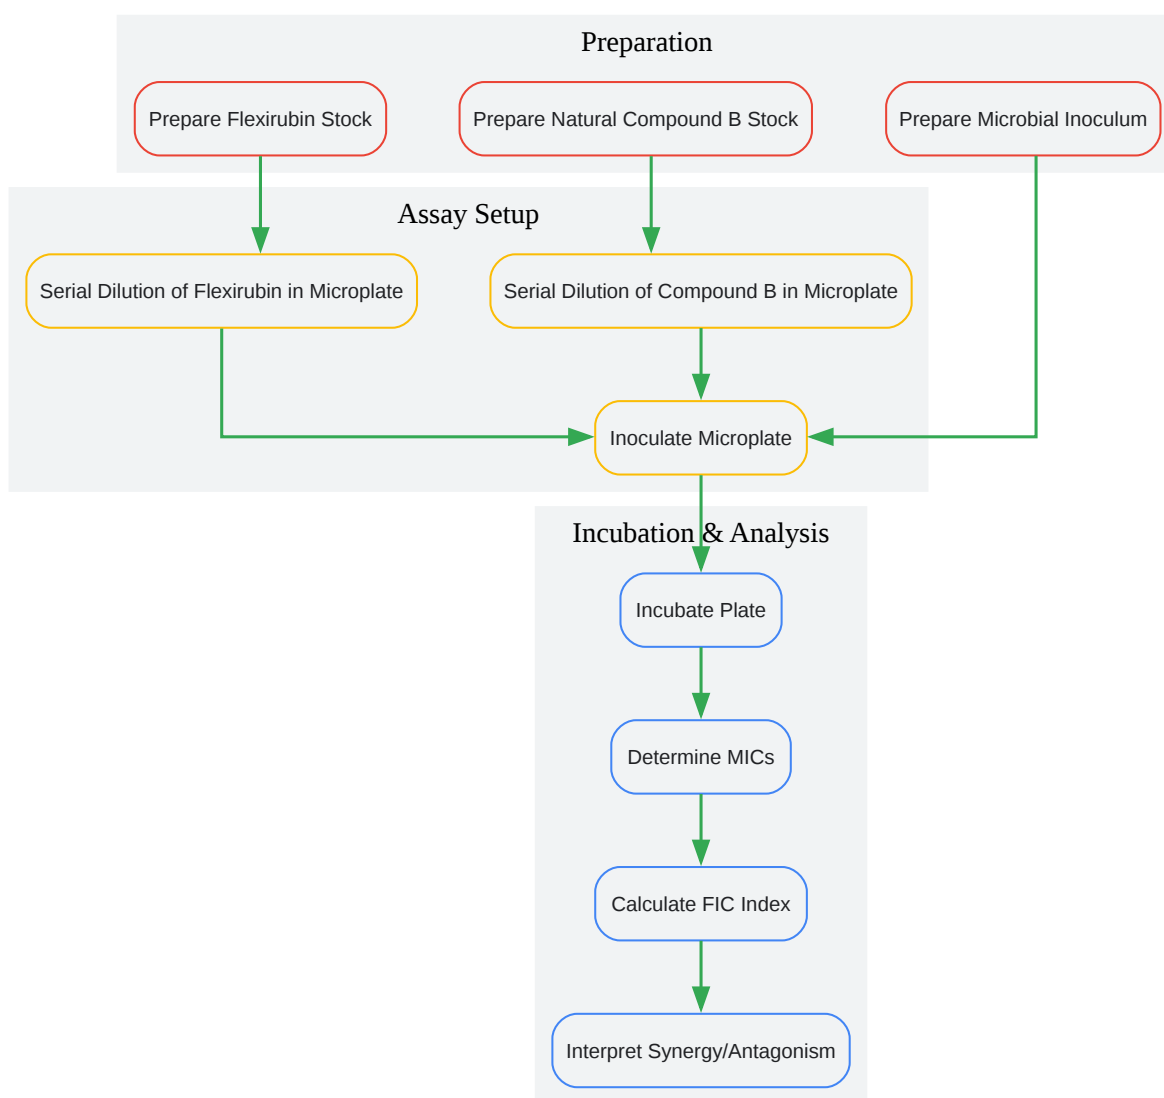 Preparation
Prepare Flexirubin Stock
Prepare Natural Compound B Stock
Prepare Microbial Inoculum
Assay Setup
Serial Dilution of Flexirubin in Microplate
Serial Dilution of Compound B in Microplate
Inoculate Microplate
Incubation & Analysis
Incubate Plate
Determine MICs
Calculate FIC Index
Interpret Synergy/Antagonism